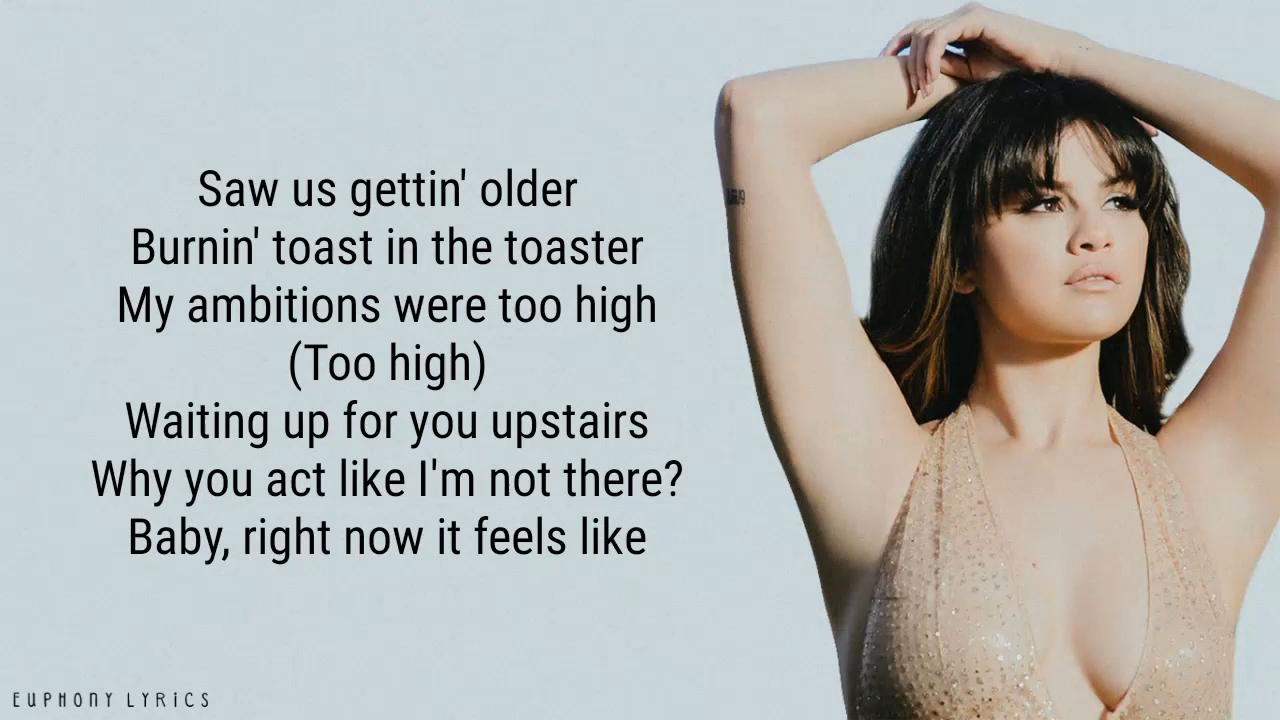 Saw us gettin' older
Burnin' toast in the toaster
My ambitions were too high
(Too high)
Waiting up for you upstairs
Why you act like I'm not there?
Baby, right now it feels like
EUPHONY LYRICS